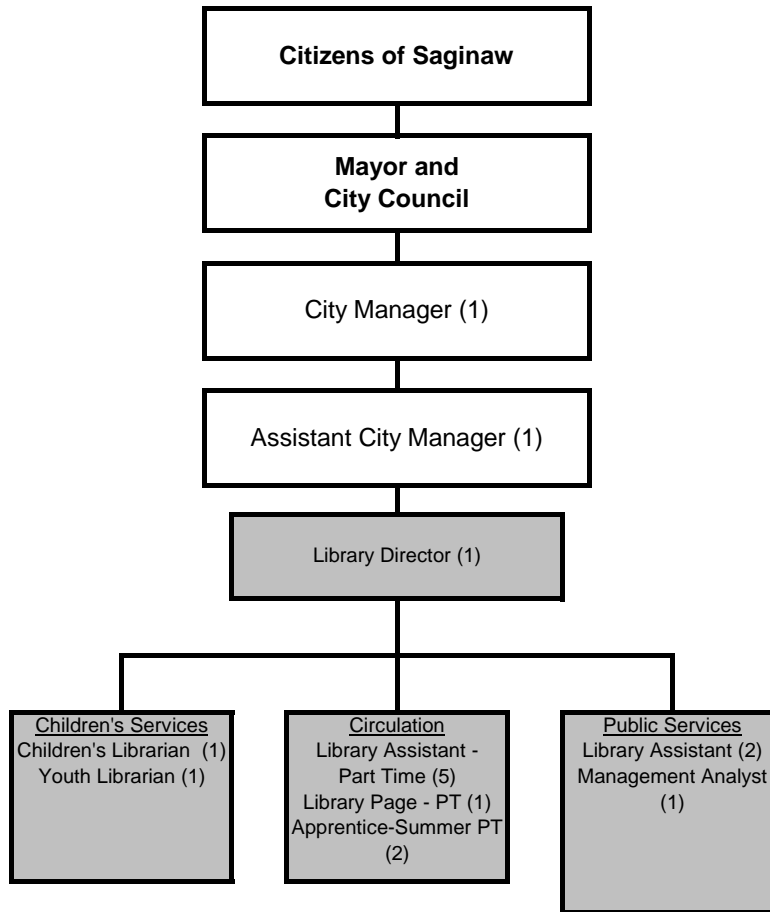 Citizens of Saginaw
Mayor and
City Council
City Manager (1)
Assistant City Manager (1)
Library Director (1)
Children's Services
Children's Librarian  (1)
Youth Librarian (1)
Circulation
Library Assistant -
Part Time (5)
Library Page - PT (1)
Apprentice-Summer PT
(2)
Public Services
Library Assistant (2)
Management Analyst
(1)